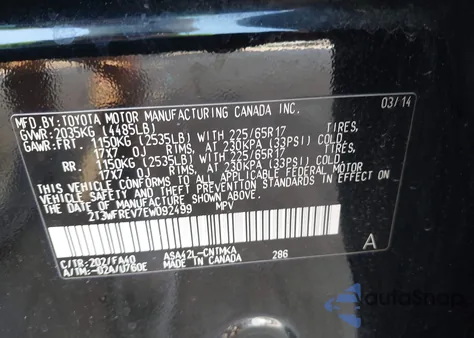 MFD.BY: TOYOTA MOTOR MANUFACTURING CANADA INC. 03/14
GVWR: 2035KG (4485LB)
GAWR: FRT. 1150KG (2535LB) WITH 225/65R17 TIRES,
17X7 0J RIMS, AT 230KPA (33PSI) COLD.
RR. 1150KG (2535LB) WITH 225/65R17 TIRES,
17X7 0J RIMS, AT 230KPA (33PSI) COLD.
THIS VEHICLE CONFORMS TO ALL APPLICABLE FEDERAL MOTOR
VEHICLE SAFETY AND THEFT PREVENTION STANDARDS IN EFFECT ON
THE DATE OF MANUFACTURE SHOWN ABOVE.
2T3WFREV7EW092499 MPV
C/TR: 202/FA40 ASA42L-CNTMKA 286 A
A/TM: -02A/U760E MADE IN CANADA
AutoSnap